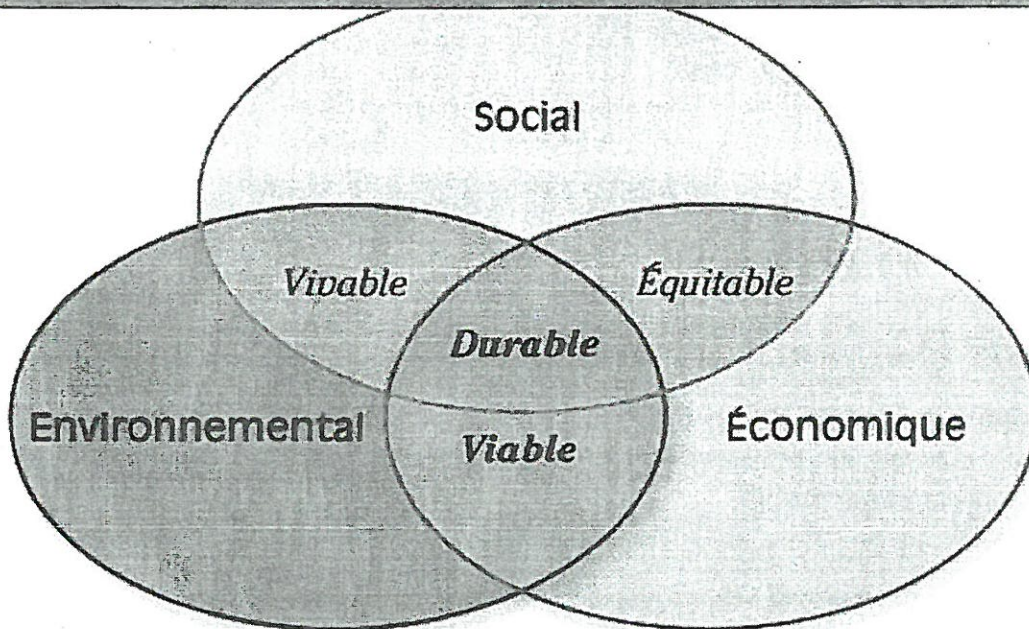 Social
Vivable
Équitable
Durable
Environnemental
Économique
Viable